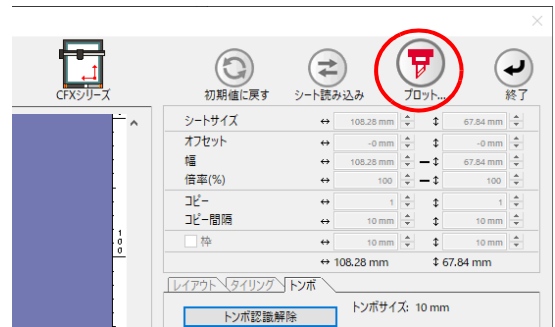 CFXシリーズ
初期値に戻す
シート読み込み
プロット...
終了
シートサイズ ↔ 108.28 mm ↕ 67.84 mm
オフセット ↔ -0 mm ↕ -0 mm
幅 ↔ 108.28 mm ↕ 67.84 mm
倍率(%) ↔ 100 ↕ 100
コピー ↔ 1 ↕ 1
コピー間隔 ↔ 10 mm ↕ 10 mm
枠 ↔ 10 mm ↕ 10 mm
↔ 108.28 mm ↕ 67.84 mm
レイアウト タイリング トンボ
トンボ認識解除
トンボサイズ: 10 mm
100